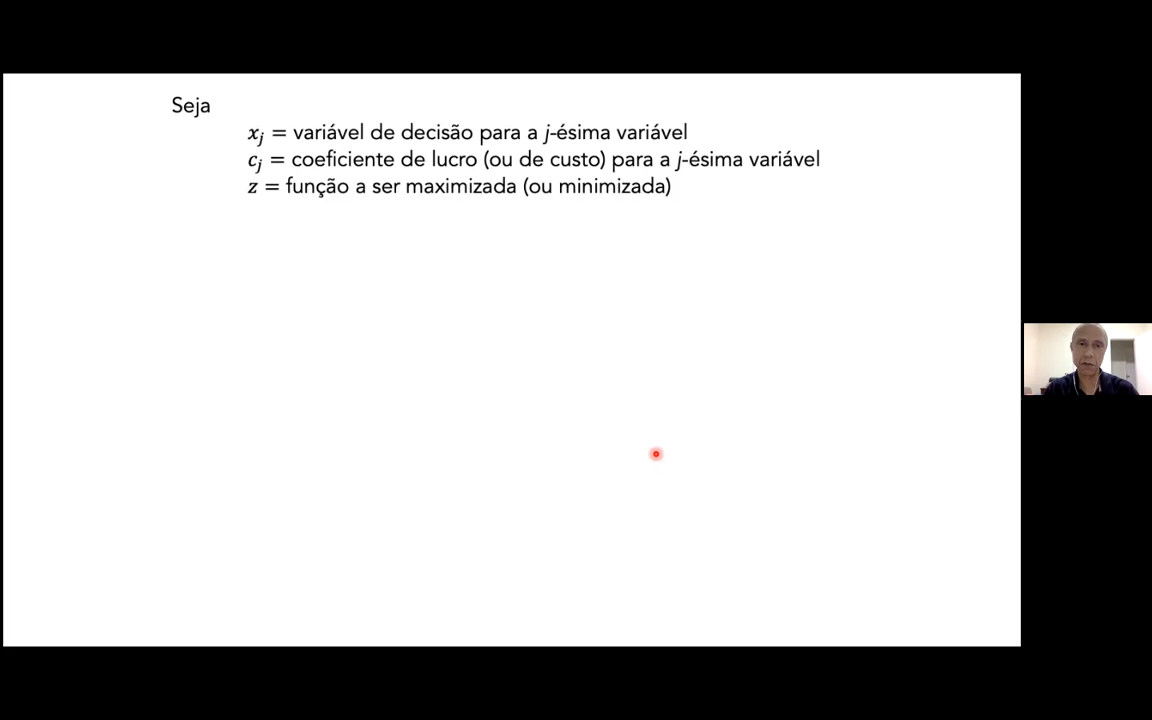 Seja
xⱼ = variável de decisão para a j-ésima variável
cⱼ = coeficiente de lucro (ou de custo) para a j-ésima variável
z = função a ser maximizada (ou minimizada)